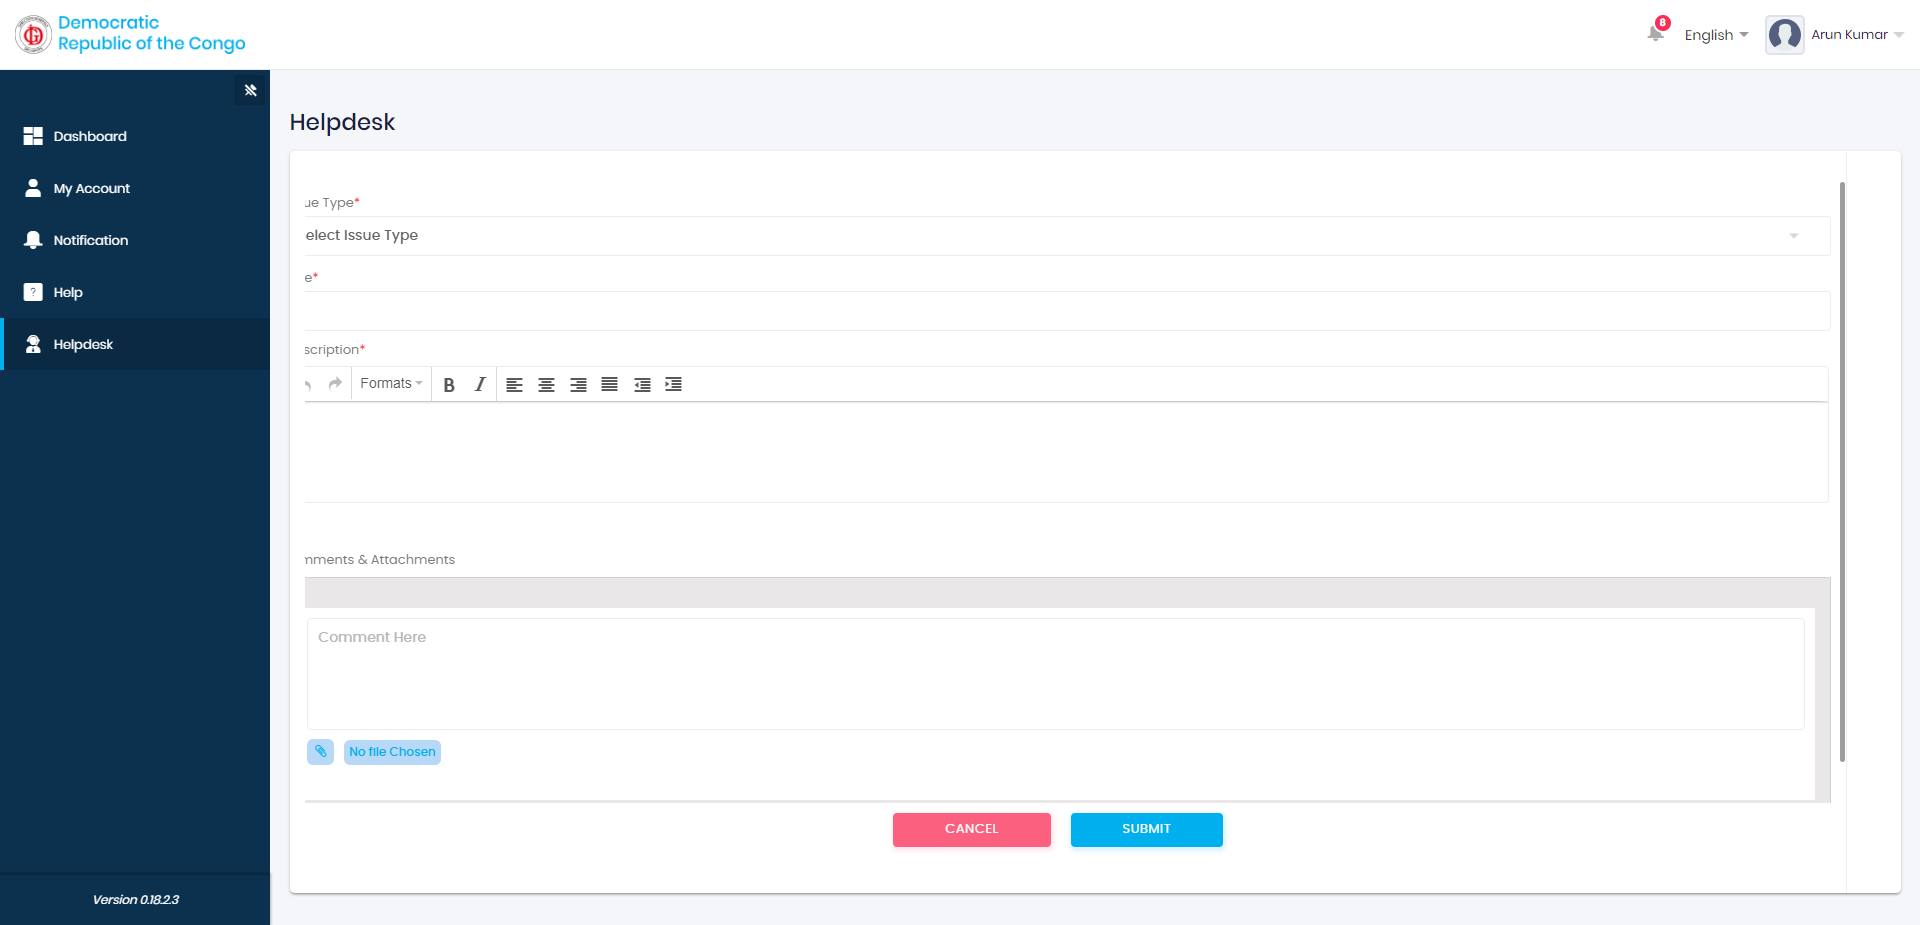 Democratic
Republic of the Congo
8
English
Arun Kumar
Dashboard
My Account
Notification
Help
Helpdesk
Version 0.18.2.3
Helpdesk
ue Type*
elect Issue Type
e*
scription*
Formats
B I
mments & Attachments
Comment Here
No file Chosen
CANCEL
SUBMIT